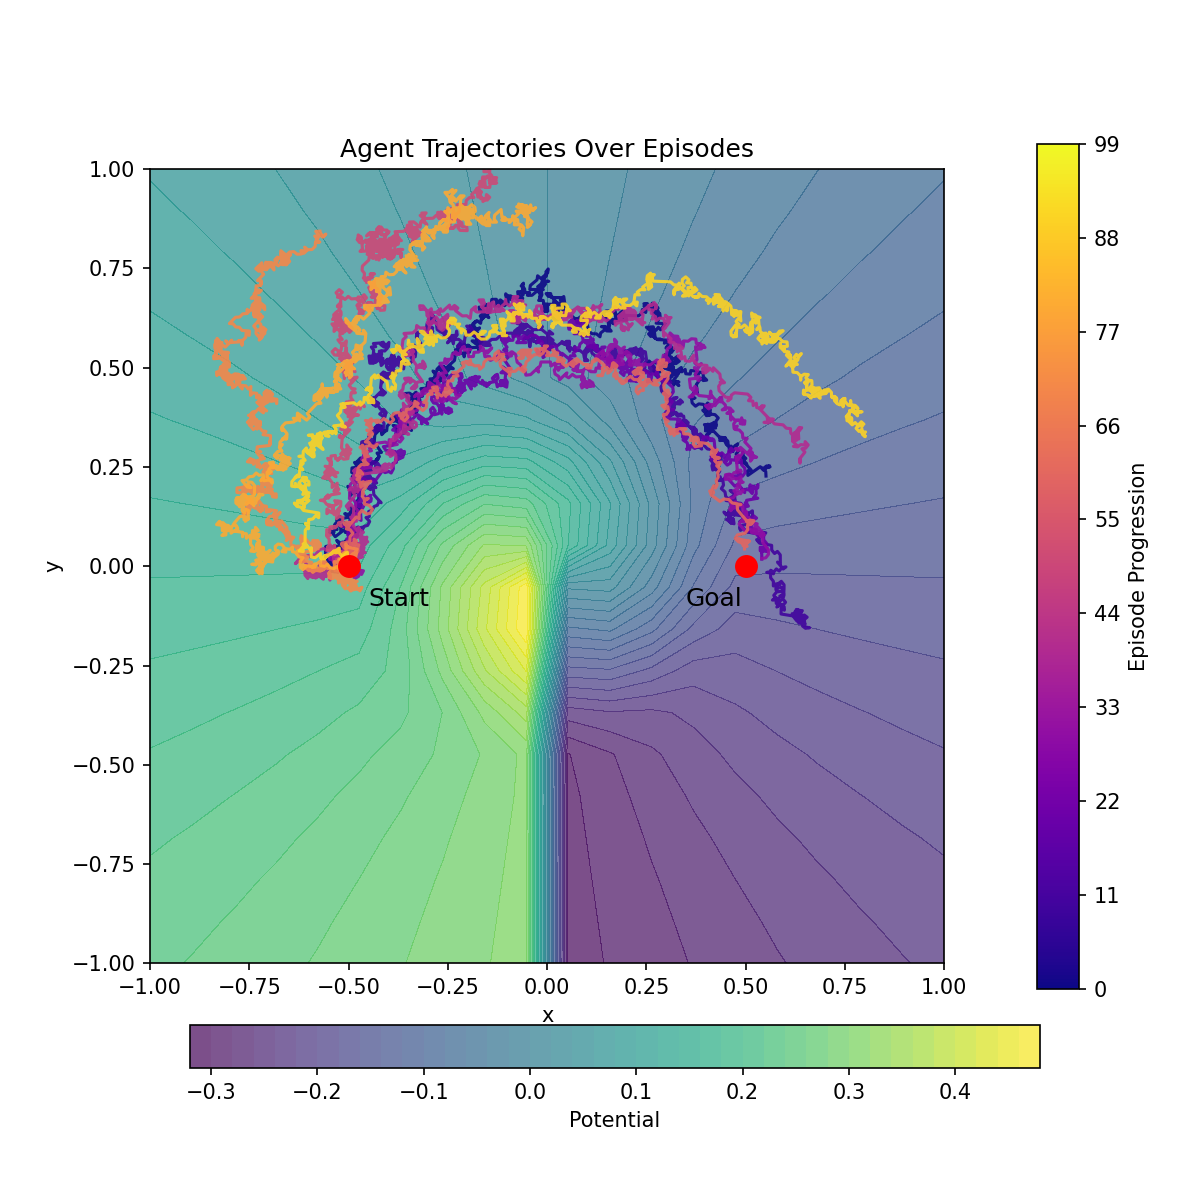 Agent Trajectories Over Episodes
1.00
0.75
0.50
0.25
0.00
−0.25
−0.50
−0.75
−1.00
y
Start
Goal
−1.00 −0.75 −0.50 −0.25 0.00 0.25 0.50 0.75 1.00
x
99
88
77
66
55
44
33
22
11
0
Episode Progression
−0.3 −0.2 −0.1 0.0 0.1 0.2 0.3 0.4
Potential